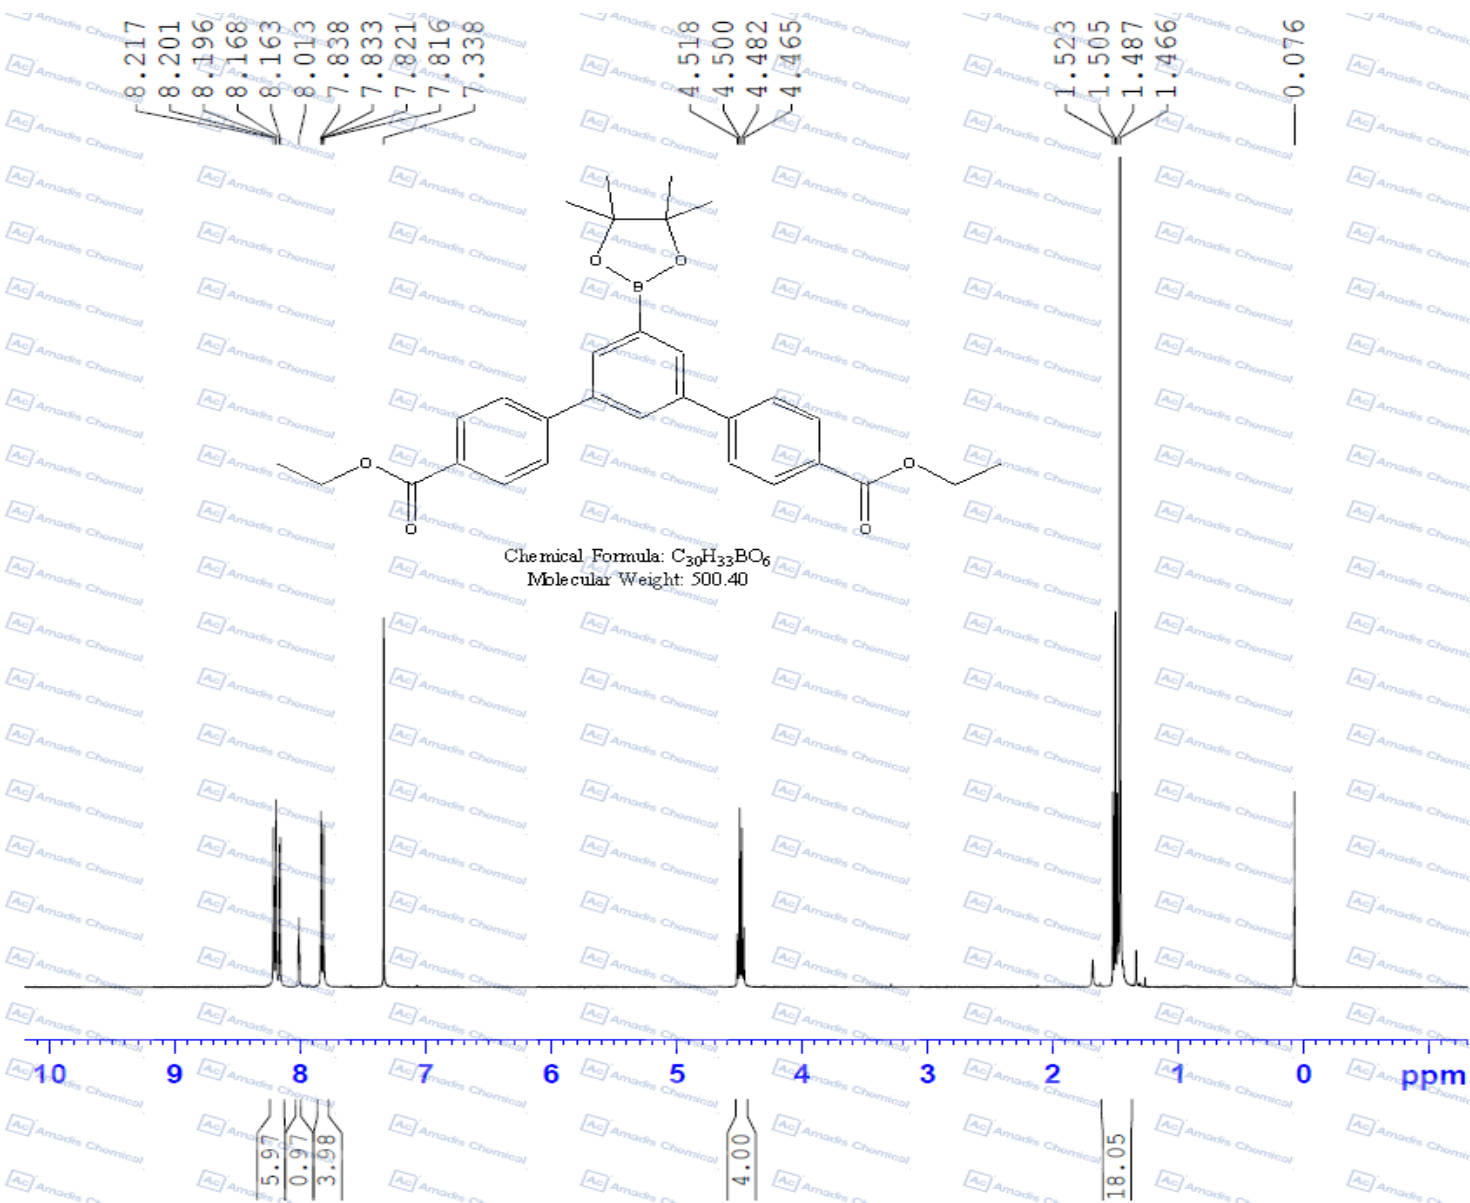 8.217
8.201
8.196
8.168
8.163
8.013
7.838
7.833
7.821
7.816
7.338
4.518
4.500
4.482
4.465
1.523
1.505
1.487
1.466
0.076
O
O
B
O
O
O
O
Chemical Formula: C₃₀H₃₃BO₆
Molecular Weight: 500.40
10 9 8 7 6 5 4 3 2 1 0 ppm
5.97
0.97
3.98
4.00
18.05
Ac Amadis Chemical